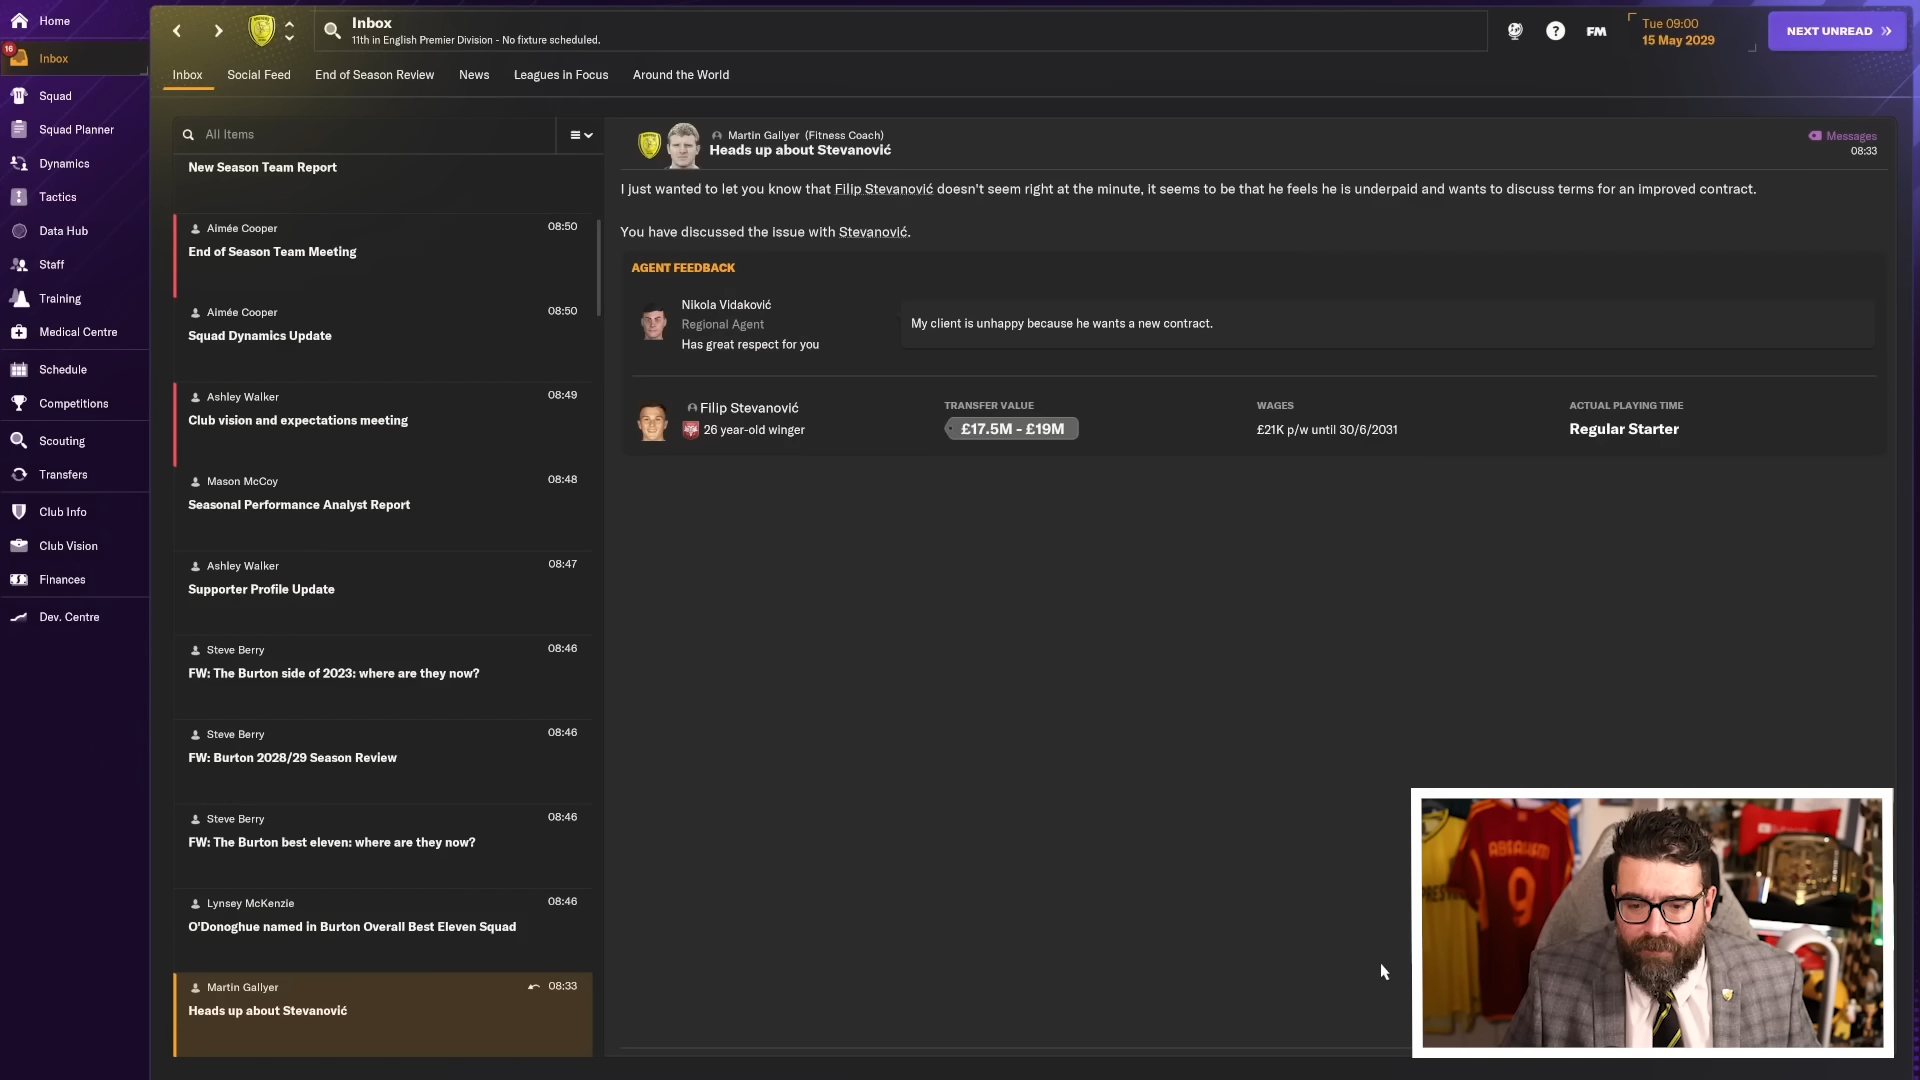 Home
16
Inbox
Squad
Squad Planner
Dynamics
Tactics
Data Hub
Staff
Training
Medical Centre
Schedule
Competitions
Scouting
Transfers
Club Info
Club Vision
Finances
Dev. Centre
Inbox
11th in English Premier Division - No fixture scheduled.
FM
Tue 09:00
15 May 2029
NEXT UNREAD
Inbox
Social Feed
End of Season Review
News
Leagues in Focus
Around the World
All Items
New Season Team Report
Aimée Cooper 08:50
End of Season Team Meeting
Aimée Cooper 08:50
Squad Dynamics Update
Ashley Walker 08:49
Club vision and expectations meeting
Mason McCoy 08:48
Seasonal Performance Analyst Report
Ashley Walker 08:47
Supporter Profile Update
Steve Berry 08:46
FW: The Burton side of 2023: where are they now?
Steve Berry 08:46
FW: Burton 2028/29 Season Review
Steve Berry 08:46
FW: The Burton best eleven: where are they now?
Lynsey McKenzie 08:46
O'Donoghue named in Burton Overall Best Eleven Squad
Martin Gallyer 08:33
Heads up about Stevanović
Martin Gallyer (Fitness Coach)
Heads up about Stevanović
Messages
08:33
I just wanted to let you know that Filip Stevanović doesn't seem right at the minute, it seems to be that he feels he is underpaid and wants to discuss terms for an improved contract.
You have discussed the issue with Stevanović.
AGENT FEEDBACK
Nikola Vidaković
Regional Agent
Has great respect for you
My client is unhappy because he wants a new contract.
Filip Stevanović
26 year-old winger
TRANSFER VALUE
£17.5M - £19M
WAGES
£21K p/w until 30/6/2031
ACTUAL PLAYING TIME
Regular Starter
ABRAHAM
9